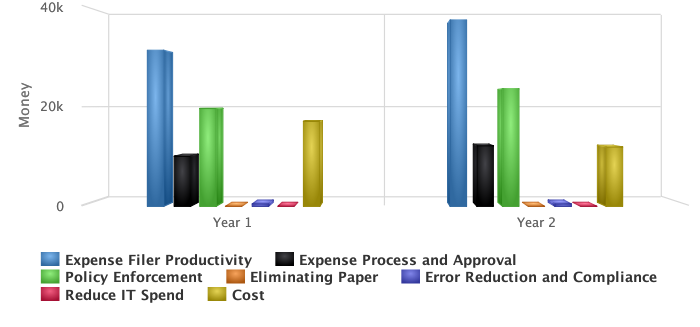 40k
20k
0
Money
Year 1
Year 2
Expense Filer Productivity
Expense Process and Approval
Policy Enforcement
Eliminating Paper
Error Reduction and Compliance
Reduce IT Spend
Cost